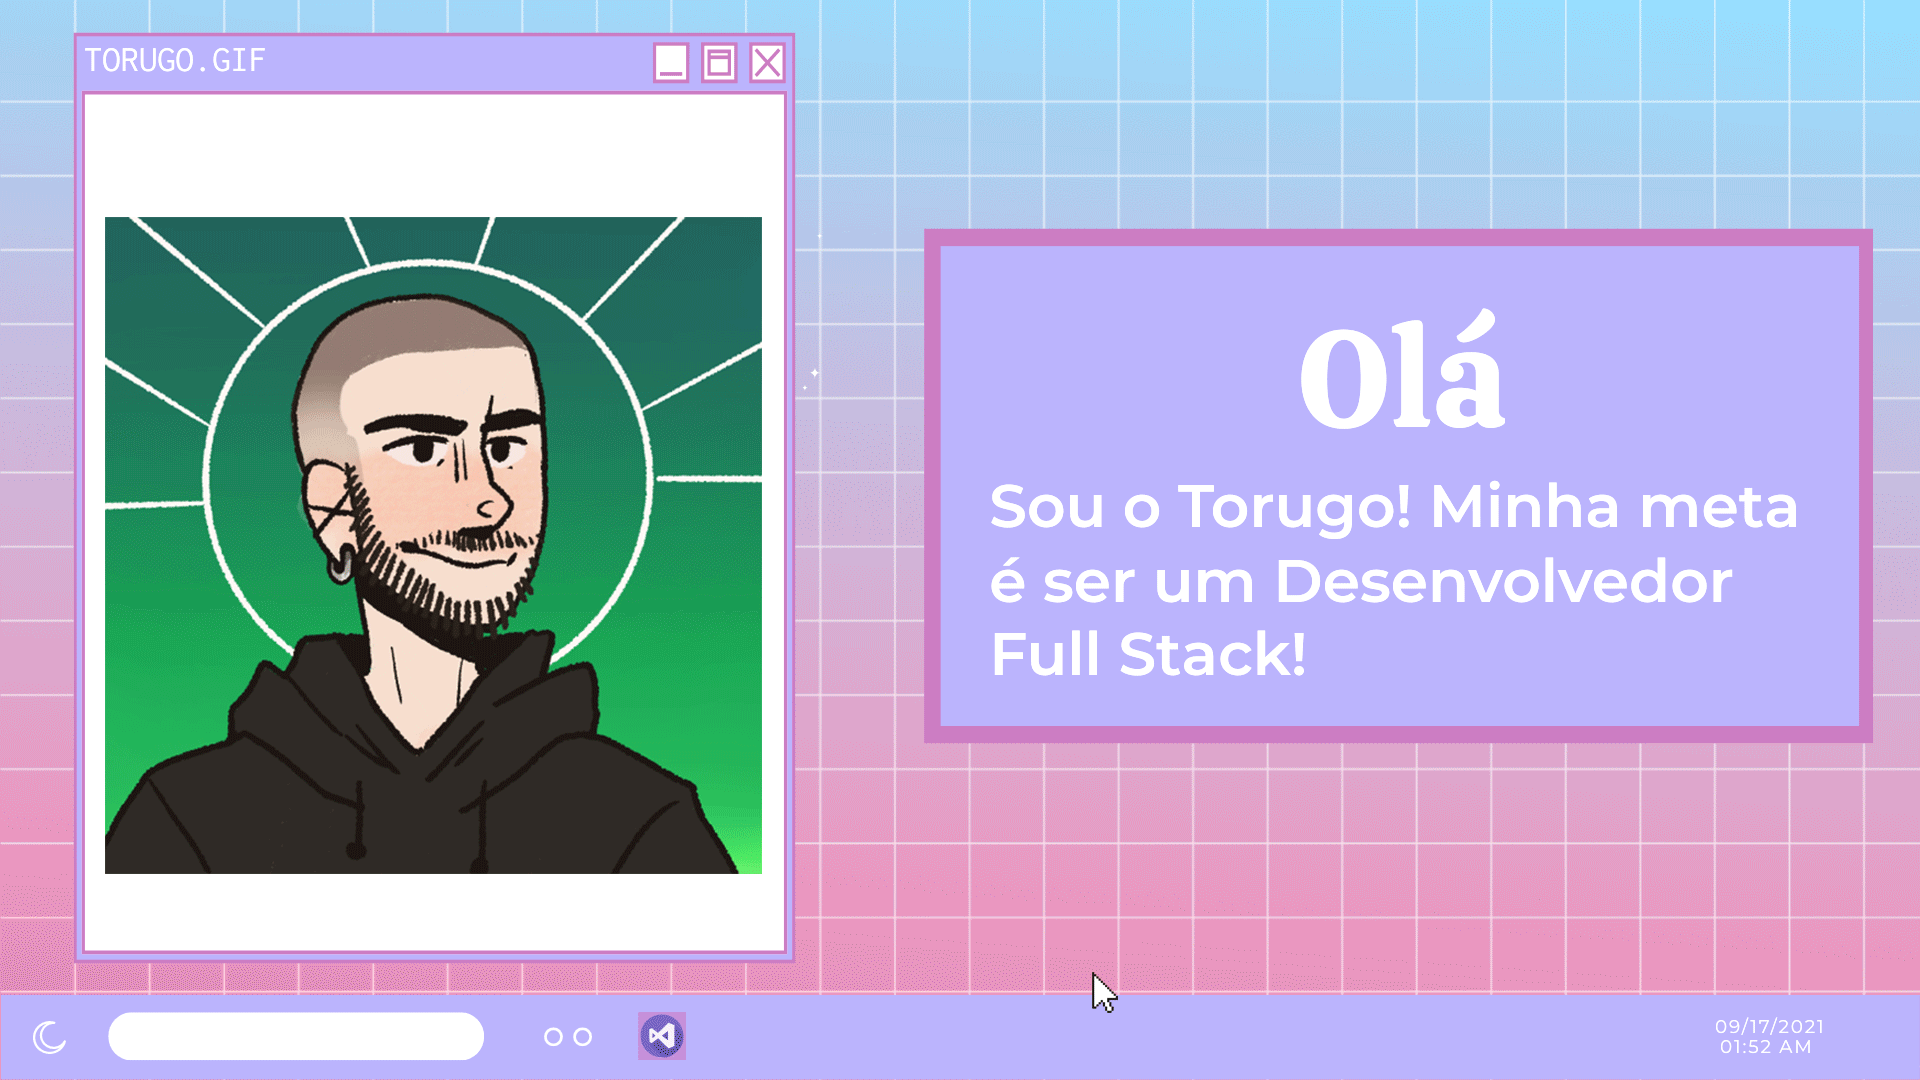 TORUGO.GIF
Olá
Sou o Torugo! Minha meta
é ser um Desenvolvedor
Full Stack!
09/17/2021
01:52 AM